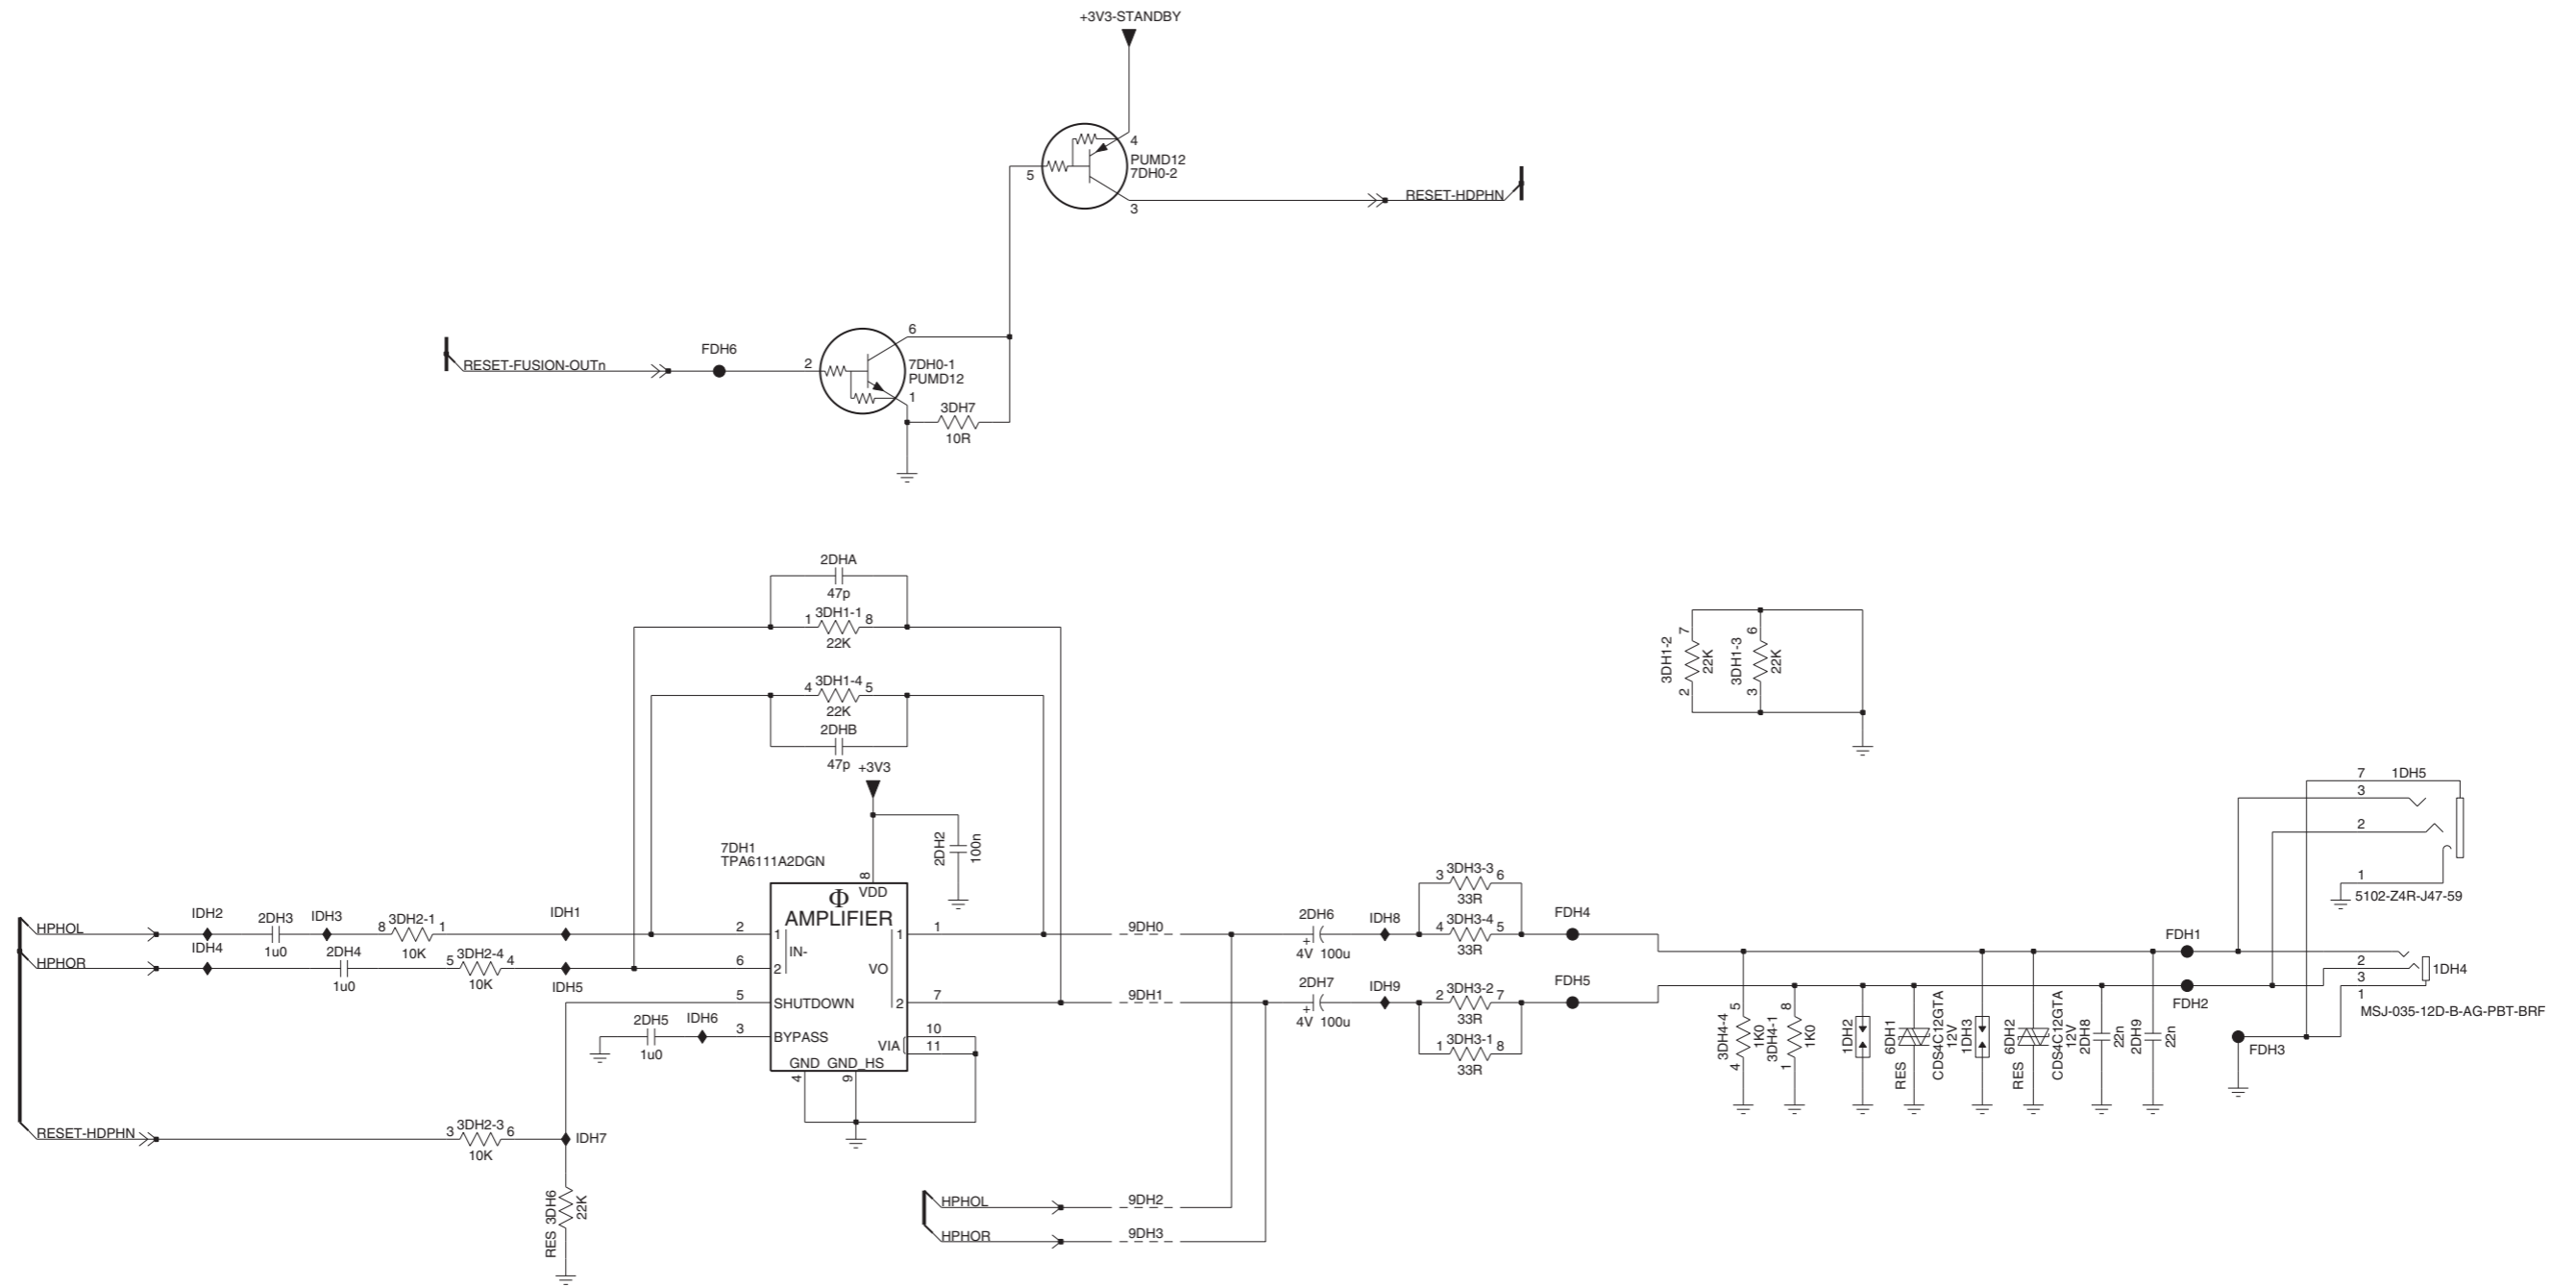 +3V3-STANDBY
4
PUMD12
7DH0-2
5
3
RESET-HDPHN
RESET-FUSION-OUTn
FDH6
2
6
7DH0-1
PUMD12
1
3DH7
10R
2DHA
47p
1 3DH1-1 8
22K
4 3DH1-4 5
22K
2DHB
47p
+3V3
3DH1-2
22K
7
2
3DH1-3
22K
6
3
7DH1
TPA6111A2DGN
2DH2
100n
8
VDD
Φ
AMPLIFIER
HPHOL
IDH2
2DH3
1u0
IDH3
8 3DH2-1 1
10K
IDH1
2
1
IN-
1
1
HPHOR
IDH4
2DH4
1u0
5 3DH2-4 4
10K
IDH5
6
2
VO
5
SHUTDOWN
2
7
2DH5
1u0
IDH6
3
BYPASS
VIA
10
11
GND GND_HS
4
9
RESET-HDPHN
3 3DH2-3 6
10K
IDH7
RES 3DH6
22K
9DH0
9DH1
HPHOL
9DH2
HPHOR
9DH3
2DH6
+
4V 100u
IDH8
3 3DH3-3 6
33R
4 3DH3-4 5
33R
FDH4
2DH7
+
4V 100u
IDH9
2 3DH3-2 7
33R
1 3DH3-1 8
33R
FDH5
3DH4-4
1K0
5
4
3DH4-1
1K0
8
1
1DH2
RES 6DH1
CDS4C12GTA
12V
1DH3
RES 6DH2
CDS4C12GTA
12V
2DH8
22n
2DH9
22n
FDH1
FDH2
FDH3
7 1DH5
3
2
1
5102-Z4R-J47-59
2
3
1
1DH4
MSJ-035-12D-B-AG-PBT-BRF